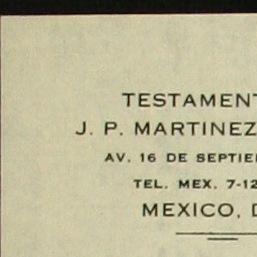 TESTAMENT
J. P. MARTINEZ
AV. 16 DE SEPTIE
TEL. MEX. 7-12
MEXICO, D